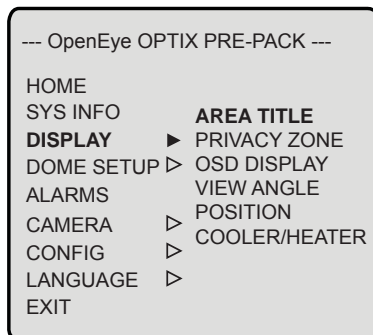 --- OpenEye OPTIX PRE-PACK ---
HOME
SYS INFO
DISPLAY ►
DOME SETUP ▷
ALARMS
CAMERA ▷
CONFIG ▷
LANGUAGE ▷
EXIT
AREA TITLE
PRIVACY ZONE
OSD DISPLAY
VIEW ANGLE
POSITION
COOLER/HEATER